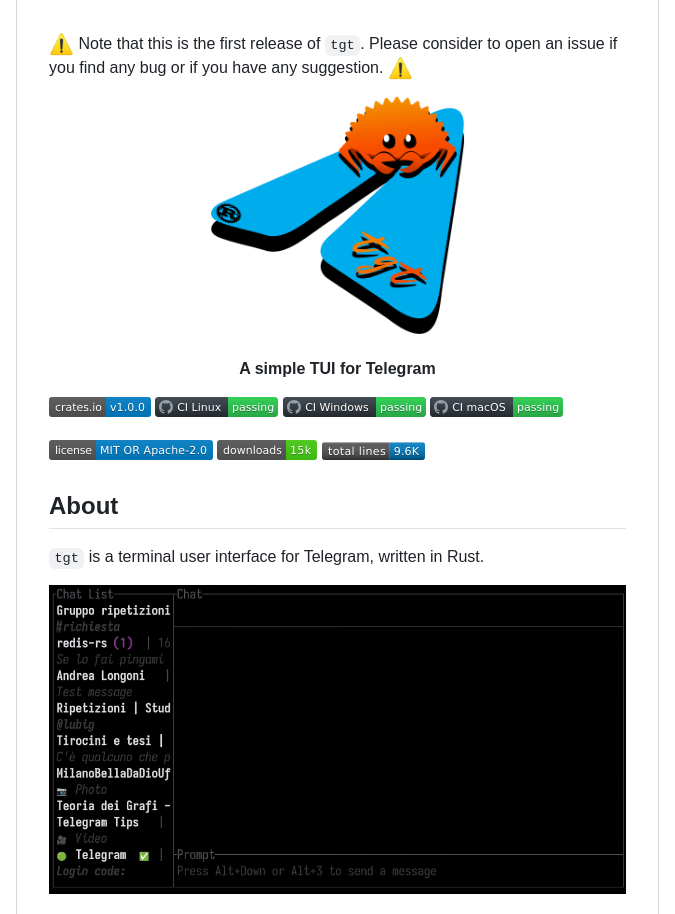 ⚠️ Note that this is the first release of tgt. Please consider to open an issue if
you find any bug or if you have any suggestion. ⚠️
R
tgt
A simple TUI for Telegram
crates.io v1.0.0 CI Linux passing CI Windows passing CI macOS passing
license MIT OR Apache-2.0 downloads 15k total lines 9.6K
About
tgt is a terminal user interface for Telegram, written in Rust.
Chat List Chat
Gruppo ripetizioni
#richiesta
redis-rs (1) | 16
Se lo fai pingami
Andrea Longoni |
Test message
Ripetizioni | Stud
@lubig
Tirocini e tesi |
C'è qualcuno che p
MilanoBellaDaDioUf
📷 Photo
Teoria dei Grafi -
Telegram Tips |
🎥 Video
🟢 Telegram ✅ |
Login code:
Prompt
Press Alt+Down or Alt+3 to send a message